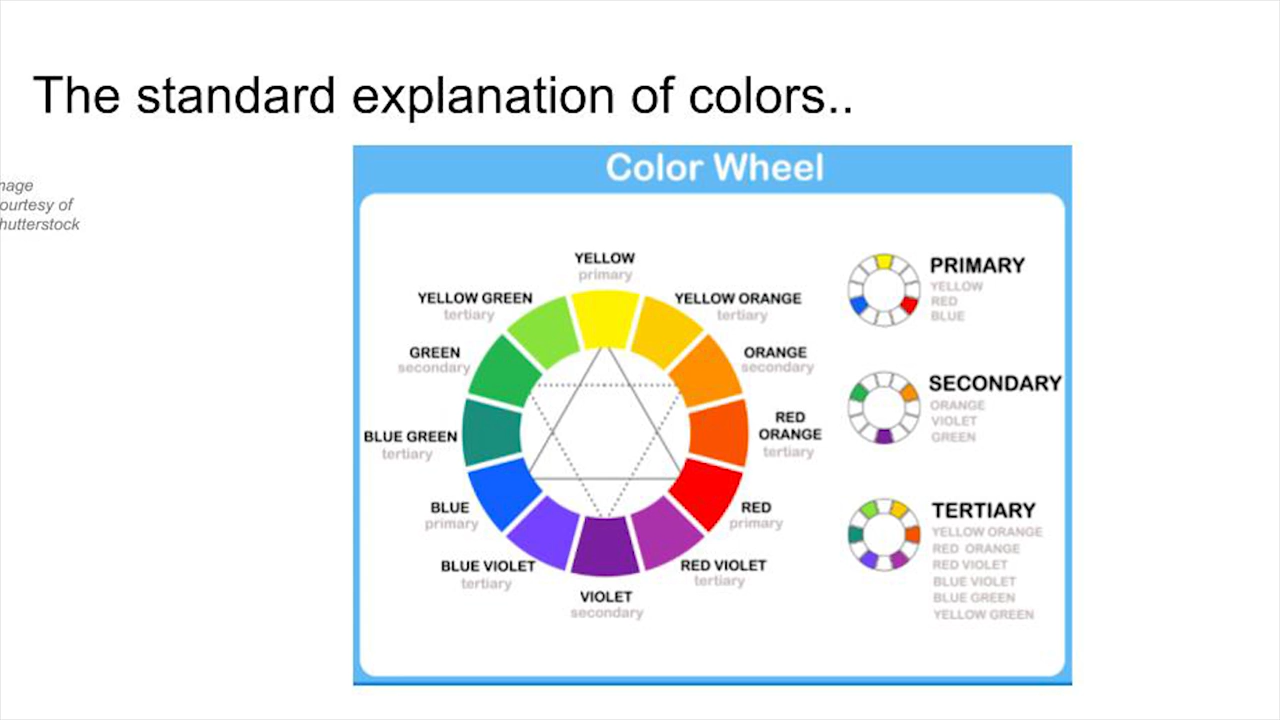 The standard explanation of colors..
nage
ourtesy of
hutterstock
Color Wheel
YELLOW
primary
YELLOW GREEN
tertiary
YELLOW ORANGE
tertiary
GREEN
secondary
ORANGE
secondary
BLUE GREEN
tertiary
RED
ORANGE
tertiary
BLUE
primary
RED
primary
BLUE VIOLET
tertiary
RED VIOLET
tertiary
VIOLET
secondary
PRIMARY
YELLOW
RED
BLUE
SECONDARY
ORANGE
VIOLET
GREEN
TERTIARY
YELLOW ORANGE
RED ORANGE
RED VIOLET
BLUE VIOLET
BLUE GREEN
YELLOW GREEN